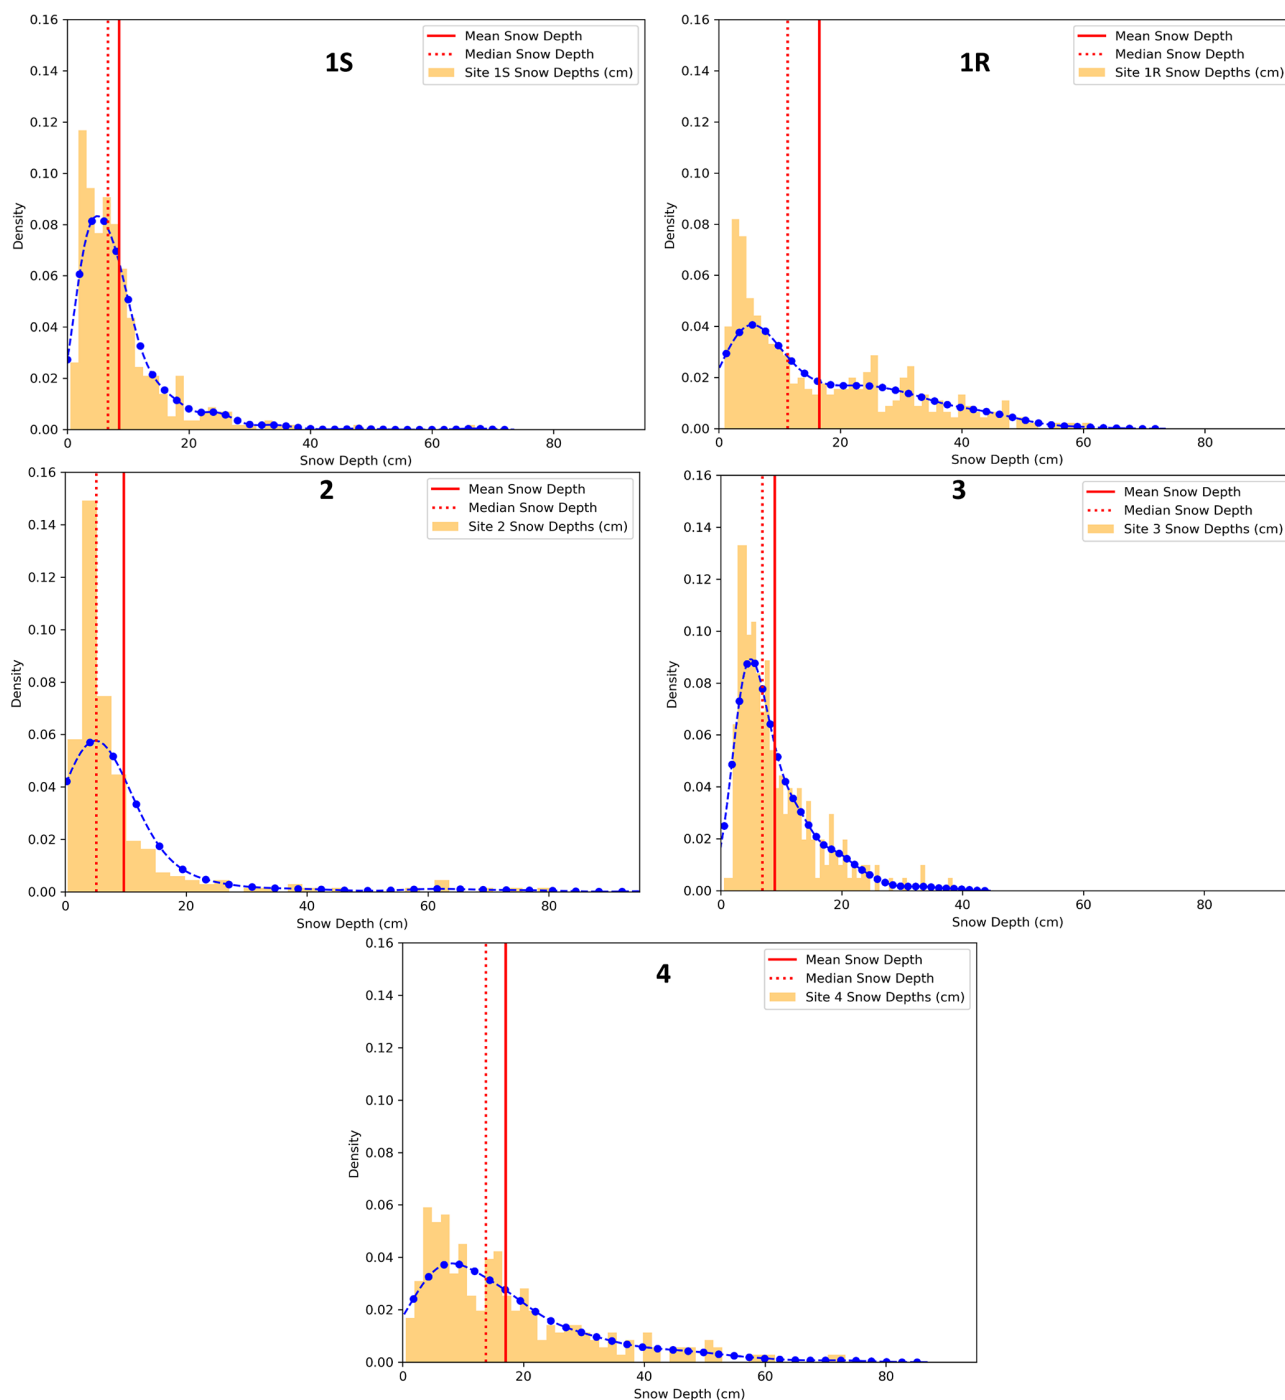 1S
Mean Snow Depth
Median Snow Depth
Site 1S Snow Depths (cm)
0.16
0.14
0.12
0.10
0.08
0.06
0.04
0.02
0.00
Density
0 20 40 60 80
Snow Depth (cm)
1R
Mean Snow Depth
Median Snow Depth
Site 1R Snow Depths (cm)
0.16
0.14
0.12
0.10
0.08
0.06
0.04
0.02
0.00
Density
0 20 40 60 80
Snow Depth (cm)
2
Mean Snow Depth
Median Snow Depth
Site 2 Snow Depths (cm)
0.16
0.14
0.12
0.10
0.08
0.06
0.04
0.02
0.00
Density
0 20 40 60 80
Snow Depth (cm)
3
Mean Snow Depth
Median Snow Depth
Site 3 Snow Depths (cm)
0.16
0.14
0.12
0.10
0.08
0.06
0.04
0.02
0.00
Density
0 20 40 60 80
Snow Depth (cm)
4
Mean Snow Depth
Median Snow Depth
Site 4 Snow Depths (cm)
0.16
0.14
0.12
0.10
0.08
0.06
0.04
0.02
0.00
Density
0 20 40 60 80
Snow Depth (cm)